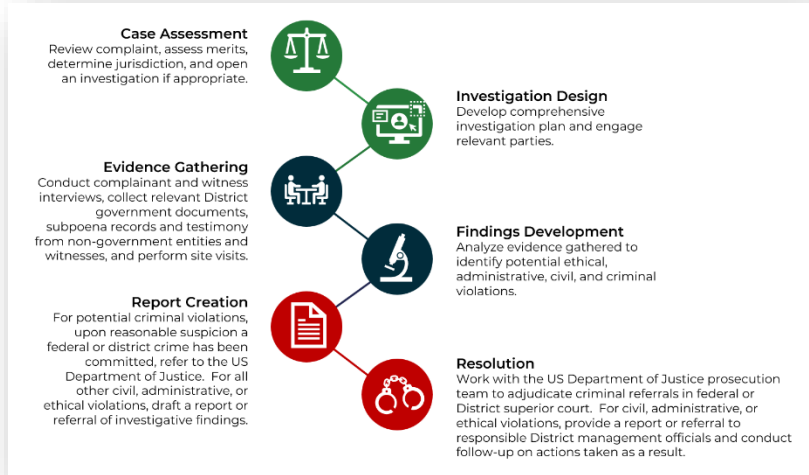 Case Assessment
Review complaint, assess merits,
determine jurisdiction, and open
an investigation if appropriate.
Investigation Design
Develop comprehensive
investigation plan and engage
relevant parties.
Evidence Gathering
Conduct complainant and witness
interviews, collect relevant District
government documents,
subpoena records and testimony
from non-government entities and
witnesses, and perform site visits.
Findings Development
Analyze evidence gathered to
identify potential ethical,
administrative, civil, and criminal
violations.
Report Creation
For potential criminal violations,
upon reasonable suspicion a
federal or district crime has been
committed, refer to the US
Department of Justice. For all
other civil, administrative, or
ethical violations, draft a report or
referral of investigative findings.
Resolution
Work with the US Department of Justice prosecution
team to adjudicate criminal referrals in federal or
District superior court. For civil, administrative, or
ethical violations, provide a report or referral to
responsible District management officials and conduct
follow-up on actions taken as a result.